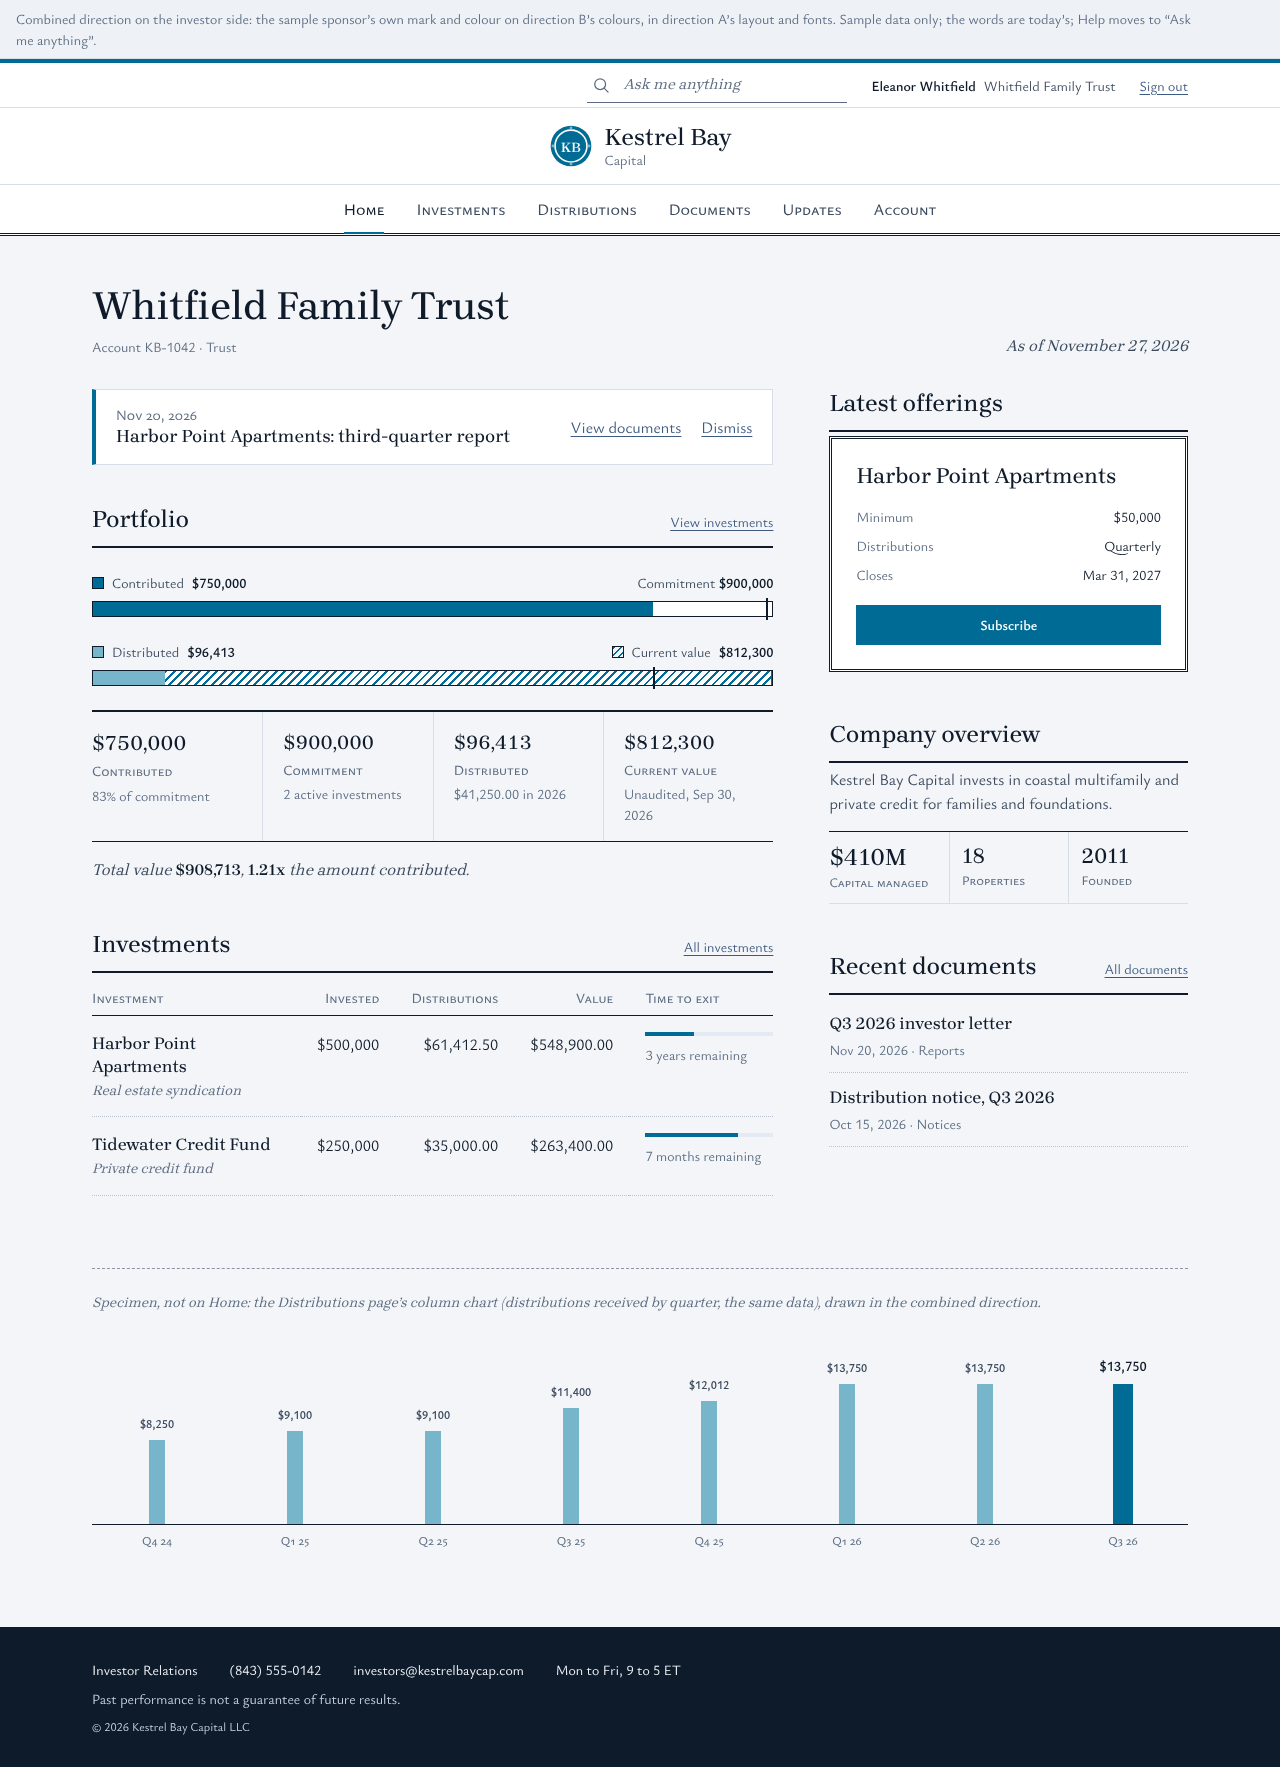 Combined direction on the investor side: the sample sponsor’s own mark and colour on direction B’s colours, in direction A’s layout and fonts. Sample data only; the words are today’s; Help moves to “Ask
me anything”.
Ask me anything
Eleanor Whitfield Whitfield Family Trust Sign out
KB
Kestrel Bay
Capital
Home Investments Distributions Documents Updates Account
Whitfield Family Trust
Account KB-1042 · Trust
As of November 27, 2026
Nov 20, 2026
Harbor Point Apartments: third-quarter report
View documents Dismiss
Portfolio
View investments
Contributed $750,000
Commitment $900,000
Distributed $96,413
Current value $812,300
$750,000
Contributed
83% of commitment
$900,000
Commitment
2 active investments
$96,413
Distributed
$41,250.00 in 2026
$812,300
Current value
Unaudited, Sep 30,
2026
Total value $908,713, 1.21x the amount contributed.
Investments
All investments
Investment Invested Distributions Value Time to exit
Harbor Point
Apartments
Real estate syndication
$500,000 $61,412.50 $548,900.00
3 years remaining
Tidewater Credit Fund
Private credit fund
$250,000 $35,000.00 $263,400.00
7 months remaining
Latest offerings
Harbor Point Apartments
Minimum $50,000
Distributions Quarterly
Closes Mar 31, 2027
Subscribe
Company overview
Kestrel Bay Capital invests in coastal multifamily and
private credit for families and foundations.
$410M
Capital managed
18
Properties
2011
Founded
Recent documents
All documents
Q3 2026 investor letter
Nov 20, 2026 · Reports
Distribution notice, Q3 2026
Oct 15, 2026 · Notices
Specimen, not on Home: the Distributions page’s column chart (distributions received by quarter, the same data), drawn in the combined direction.
$8,250 $9,100 $9,100 $11,400 $12,012 $13,750 $13,750 $13,750
Q4 24 Q1 25 Q2 25 Q3 25 Q4 25 Q1 26 Q2 26 Q3 26
Investor Relations (843) 555-0142 investors@kestrelbaycap.com Mon to Fri, 9 to 5 ET
Past performance is not a guarantee of future results.
© 2026 Kestrel Bay Capital LLC